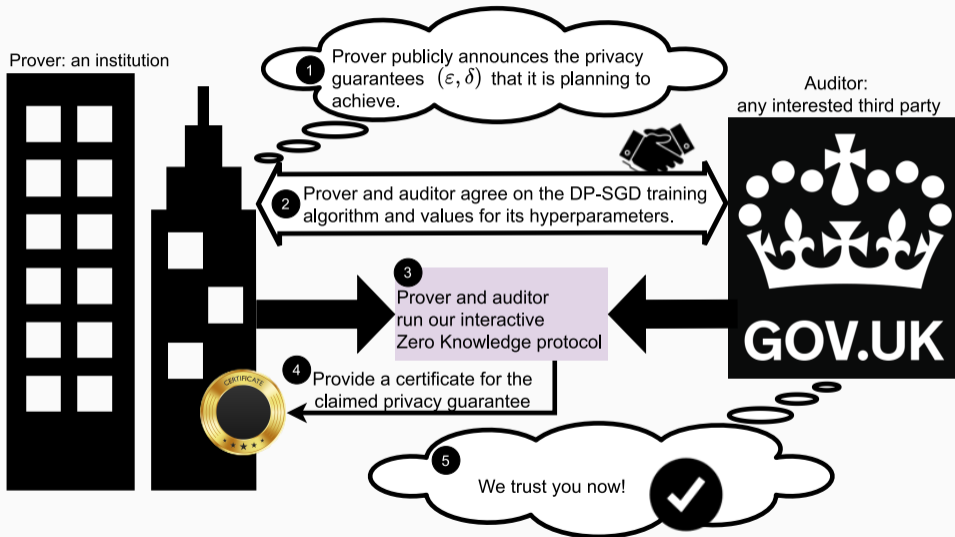 Prover: an institution
1
Prover publicly announces the privacy
guarantees (ε, δ) that it is planning to
achieve.
Auditor:
any interested third party
2
Prover and auditor agree on the DP-SGD training
algorithm and values for its hyperparameters.
3
Prover and auditor
run our interactive
Zero Knowledge protocol
GOV.UK
4
Provide a certificate for the
claimed privacy guarantee
CERTIFICATE
5
We trust you now!